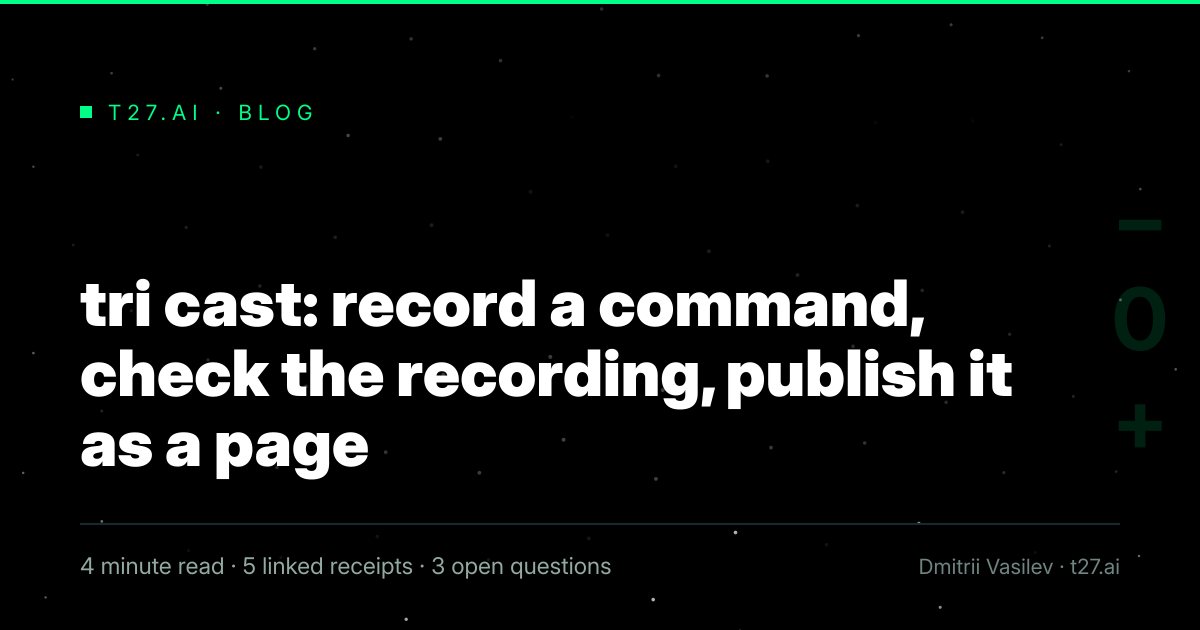 T27.AI · BLOG
tri cast: record a command,
check the recording, publish it
as a page
−
0
+
4 minute read · 5 linked receipts · 3 open questions
Dmitrii Vasilev · t27.ai